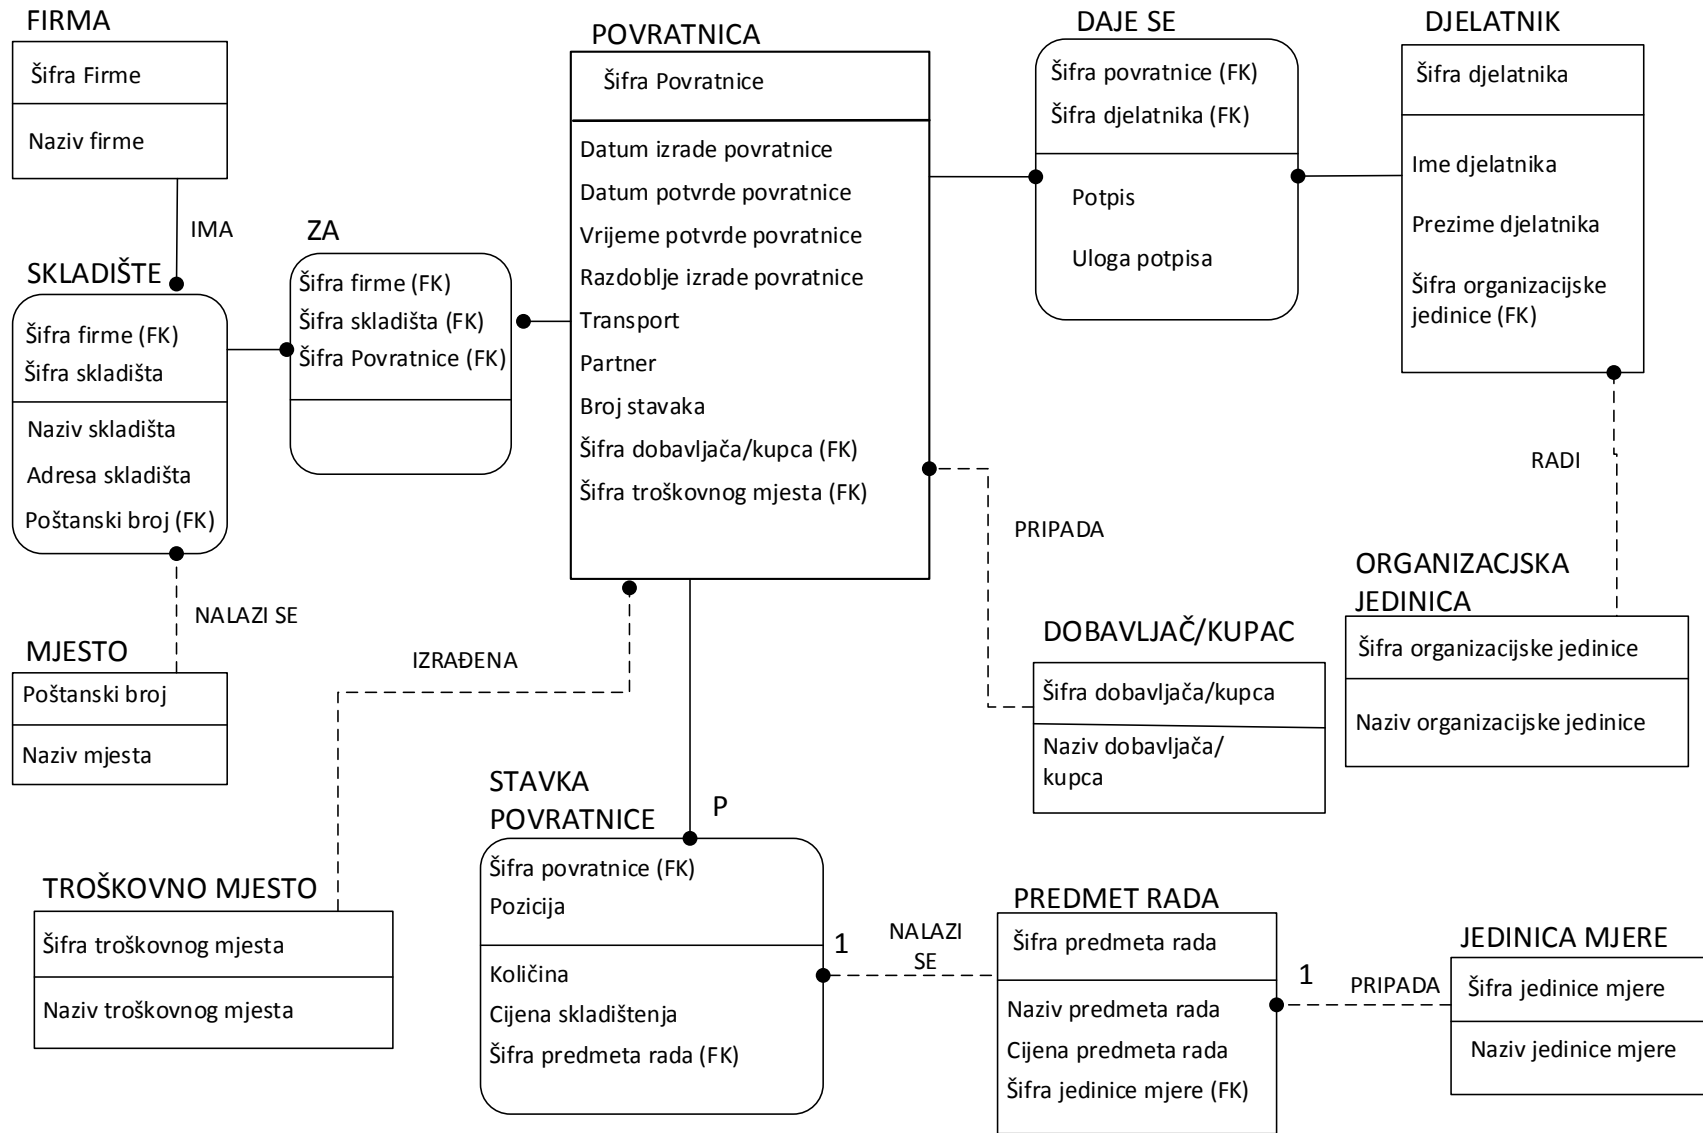 FIRMA
Šifra Firme
Naziv firme
IMA
SKLADIŠTE
Šifra firme (FK)
Šifra skladišta
Naziv skladišta
Adresa skladišta
Poštanski broj (FK)
NALAZI SE
MJESTO
Poštanski broj
Naziv mjesta
ZA
Šifra firme (FK)
Šifra skladišta (FK)
Šifra Povratnice (FK)
POVRATNICA
Šifra Povratnice
Datum izrade povratnice
Datum potvrde povratnice
Vrijeme potvrde povratnice
Razdoblje izrade povratnice
Transport
Partner
Broj stavaka
Šifra dobavljača/kupca (FK)
Šifra troškovnog mjesta (FK)
DAJE SE
Šifra povratnice (FK)
Šifra djelatnika (FK)
Potpis
Uloga potpisa
DJELATNIK
Šifra djelatnika
Ime djelatnika
Prezime djelatnika
Šifra organizacijske
jedinice (FK)
RADI
ORGANIZACJSKA
JEDINICA
Šifra organizacijske jedinice
Naziv organizacijske jedinice
PRIPADA
DOBAVLJAČ/KUPAC
Šifra dobavljača/kupca
Naziv dobavljača/
kupca
IZRAĐENA
TROŠKOVNO MJESTO
Šifra troškovnog mjesta
Naziv troškovnog mjesta
P
STAVKA
POVRATNICE
Šifra povratnice (FK)
Pozicija
Količina
Cijena skladištenja
Šifra predmeta rada (FK)
1
NALAZI
SE
PREDMET RADA
Šifra predmeta rada
Naziv predmeta rada
Cijena predmeta rada
Šifra jedinice mjere (FK)
1
PRIPADA
JEDINICA MJERE
Šifra jedinice mjere
Naziv jedinice mjere